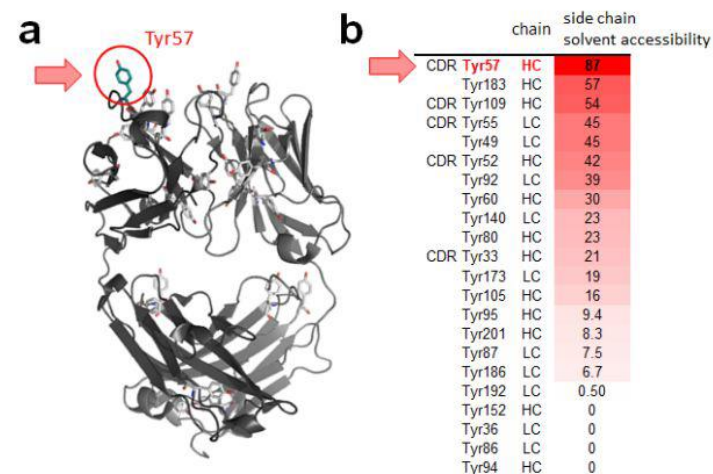 a
Tyr57
b
chain side chain solvent accessibility
CDR Tyr57 HC 87
Tyr183 HC 57
CDR Tyr109 HC 54
CDR Tyr55 LC 45
Tyr49 LC 45
CDR Tyr52 HC 42
Tyr92 LC 39
Tyr60 HC 30
Tyr140 LC 23
Tyr80 HC 23
CDR Tyr33 HC 21
Tyr173 LC 19
Tyr105 HC 16
Tyr95 HC 9.4
Tyr201 HC 8.3
Tyr87 LC 7.5
Tyr186 LC 6.7
Tyr192 LC 0.50
Tyr152 HC 0
Tyr36 LC 0
Tyr86 LC 0
Tyr94 HC 0